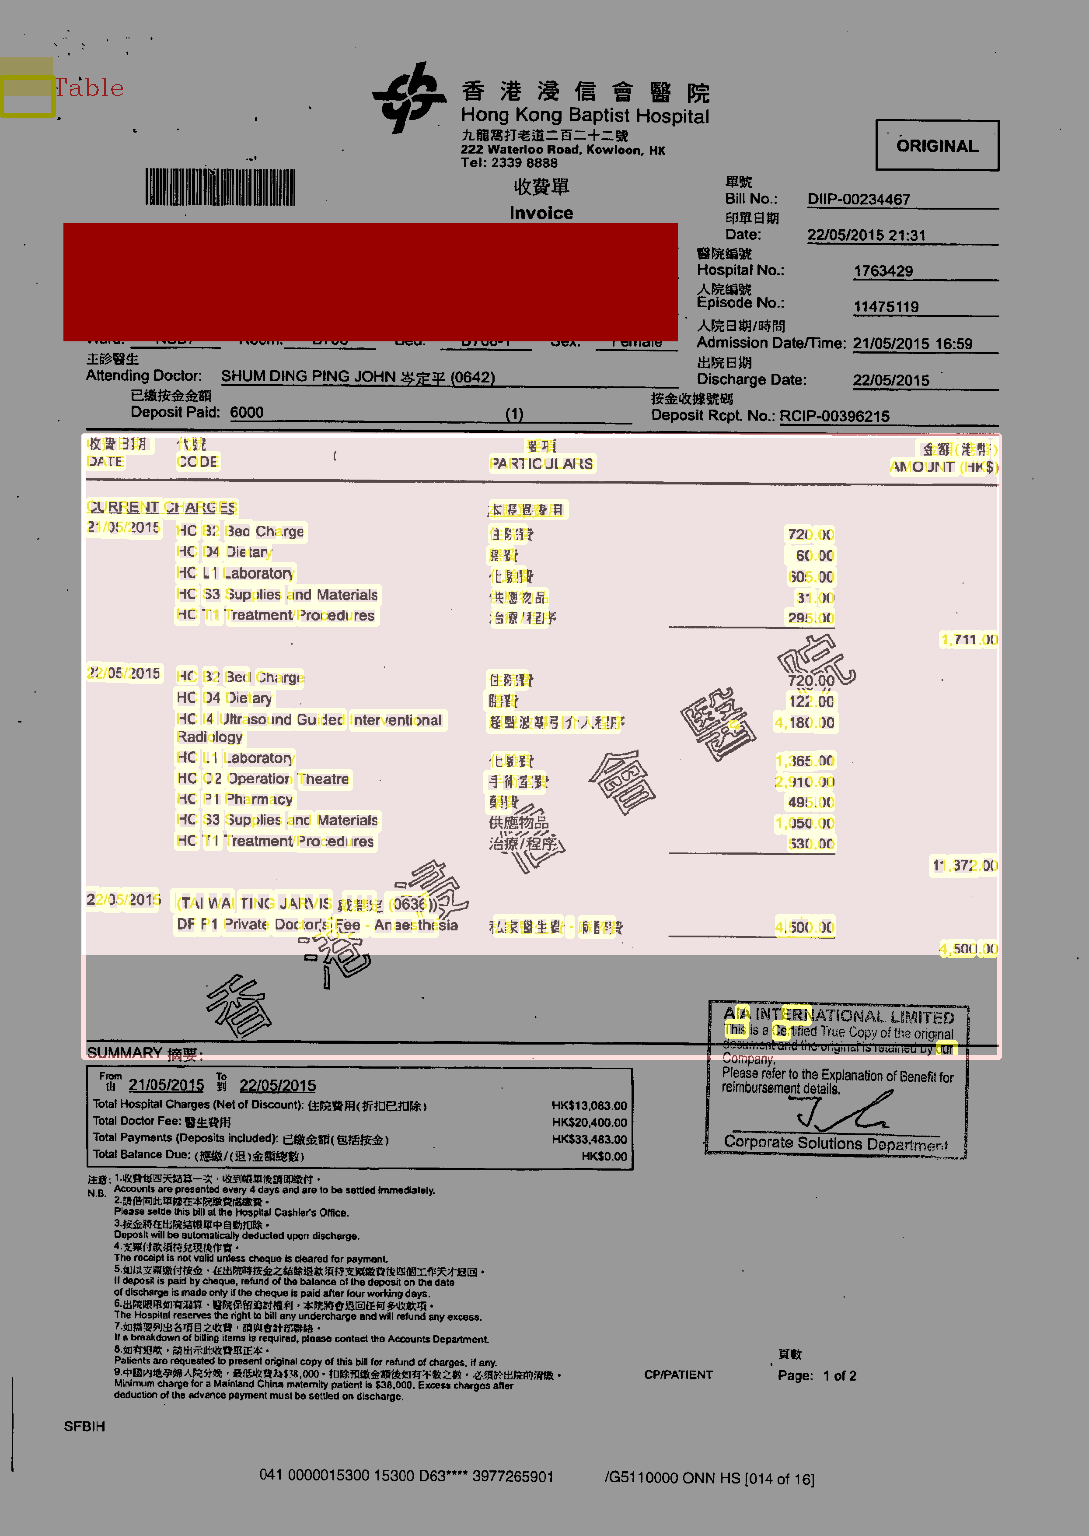 Table
香港浸信會醫院
Hong Kong Baptist Hospital
九龍窩打老道二百二十二號
222 Waterloo Road, Kowloon, HK
Tel: 2339 8888
ORIGINAL
收費單
Invoice
單號
Bill No.: DIIP-00234467
印單日期
Date: 22/05/2015 21:31
醫院編號
Hospital No.: 1763429
入院編號
Episode No.: 11475119
入院日期/時間
Admission Date/Time: 21/05/2015 16:59
出院日期
Discharge Date: 22/05/2015
主診醫生
Attending Doctor: SHUM DING PING JOHN 岑定平 (0642)
已繳按金金額
Deposit Paid: 6000 (1)
按金收據號碼
Deposit Rcpt. No.: RCIP-00396215
收費日期 代號 金額(港幣)
DATE CODE PARTICULARS AMOUNT (HK$)
CURRENT CHARGES 本期置費目
21/05/2015 HC B2 Bed Charge 住院費 720.00
HC D4 Dietary 膳費 60.00
HC L1 Laboratory 化驗費 605.00
HC S3 Supplies and Materials 供應物品 31.00
HC T1 Treatment/Procedures 治療/程序 295.00
1,711.00
22/05/2015 HC B2 Bed Charge 住院費 720.00
HC D4 Dietary 膳費 122.00
HC I4 Ultrasound Guided Interventional 超聲波導引介入程序 4,180.00
Radiology
HC L1 Laboratory 化驗費 1,365.00
HC O2 Operation Theatre 手術室費 2,910.00
HC P1 Pharmacy 藥費 495.00
HC S3 Supplies and Materials 供應物品 1,050.00
HC T1 Treatment/Procedures 治療/程序 530.00
11,372.00
22/05/2015 (TAI WAI TING JARVIS (0636))
DF P1 Private Doctor's Fee - Anaesthesia 私家醫生費 - 麻醉費 4,500.00
4,500.00
香港浸會醫院
AIA INTERNATIONAL LIMITED
This is a Certified True Copy of the original
document and the original is retained by our
Company.
Please refer to the Explanation of Benefit for
reimbursement details.
Corporate Solutions Department
SUMMARY 摘要:
From 由 21/05/2015 To 到 22/05/2015
Total Hospital Charges (Net of Discount): 住院費用(折扣已扣除) HK$13,083.00
Total Doctor Fee: 醫生費用 HK$20,400.00
Total Payments (Deposits included): 已繳金額(包括按金) HK$33,483.00
Total Balance Due: (應繳/(退)金額總數) HK$0.00
注意: 1.收費每四天結算一次，收到賬單後請即繳付。
N.B. Accounts are presented every 4 days and are to be settled immediately.
2.請攜同此單據在本院繳費處繳費。
Please settle this bill at the Hospital Cashier's Office.
3.按金將在出院結賬單中自動扣除。
Deposit will be automatically deducted upon discharge.
4.支票付款須待兌現後作實。
The receipt is not valid unless cheque is cleared for payment.
5.如以支票繳付按金，在出院時按金之結餘退款須待支票繳費後四個工作天才退回。
If deposit is paid by cheque, refund of the balance of the deposit on the date
of discharge is made only if the cheque is paid after four working days.
6.出院賬單如有漏算，醫院保留追討權利，本院將會退回任何多收款項。
The Hospital reserves the right to bill any undercharge and will refund any excess.
7.如需要列出各項目之收費，請與會計部聯絡。
If a breakdown of billing items is required, please contact the Accounts Department.
8.如有退款，請出示此收費單正本。
Patients are requested to present original copy of this bill for refund of charges, if any.
9.中國內地孕婦入院分娩，最低收費為$38,000，扣除預繳金額後如有不敷之數，必須於出院前清繳。
Minimum charge for a Mainland China maternity patient is $38,000. Excess charges after
deduction of the advance payment must be settled on discharge.
CP/PATIENT
頁數
Page: 1 of 2
SFBIH
041 0000015300 15300 D63**** 3977265901 /G5110000 ONN HS [014 of 16]